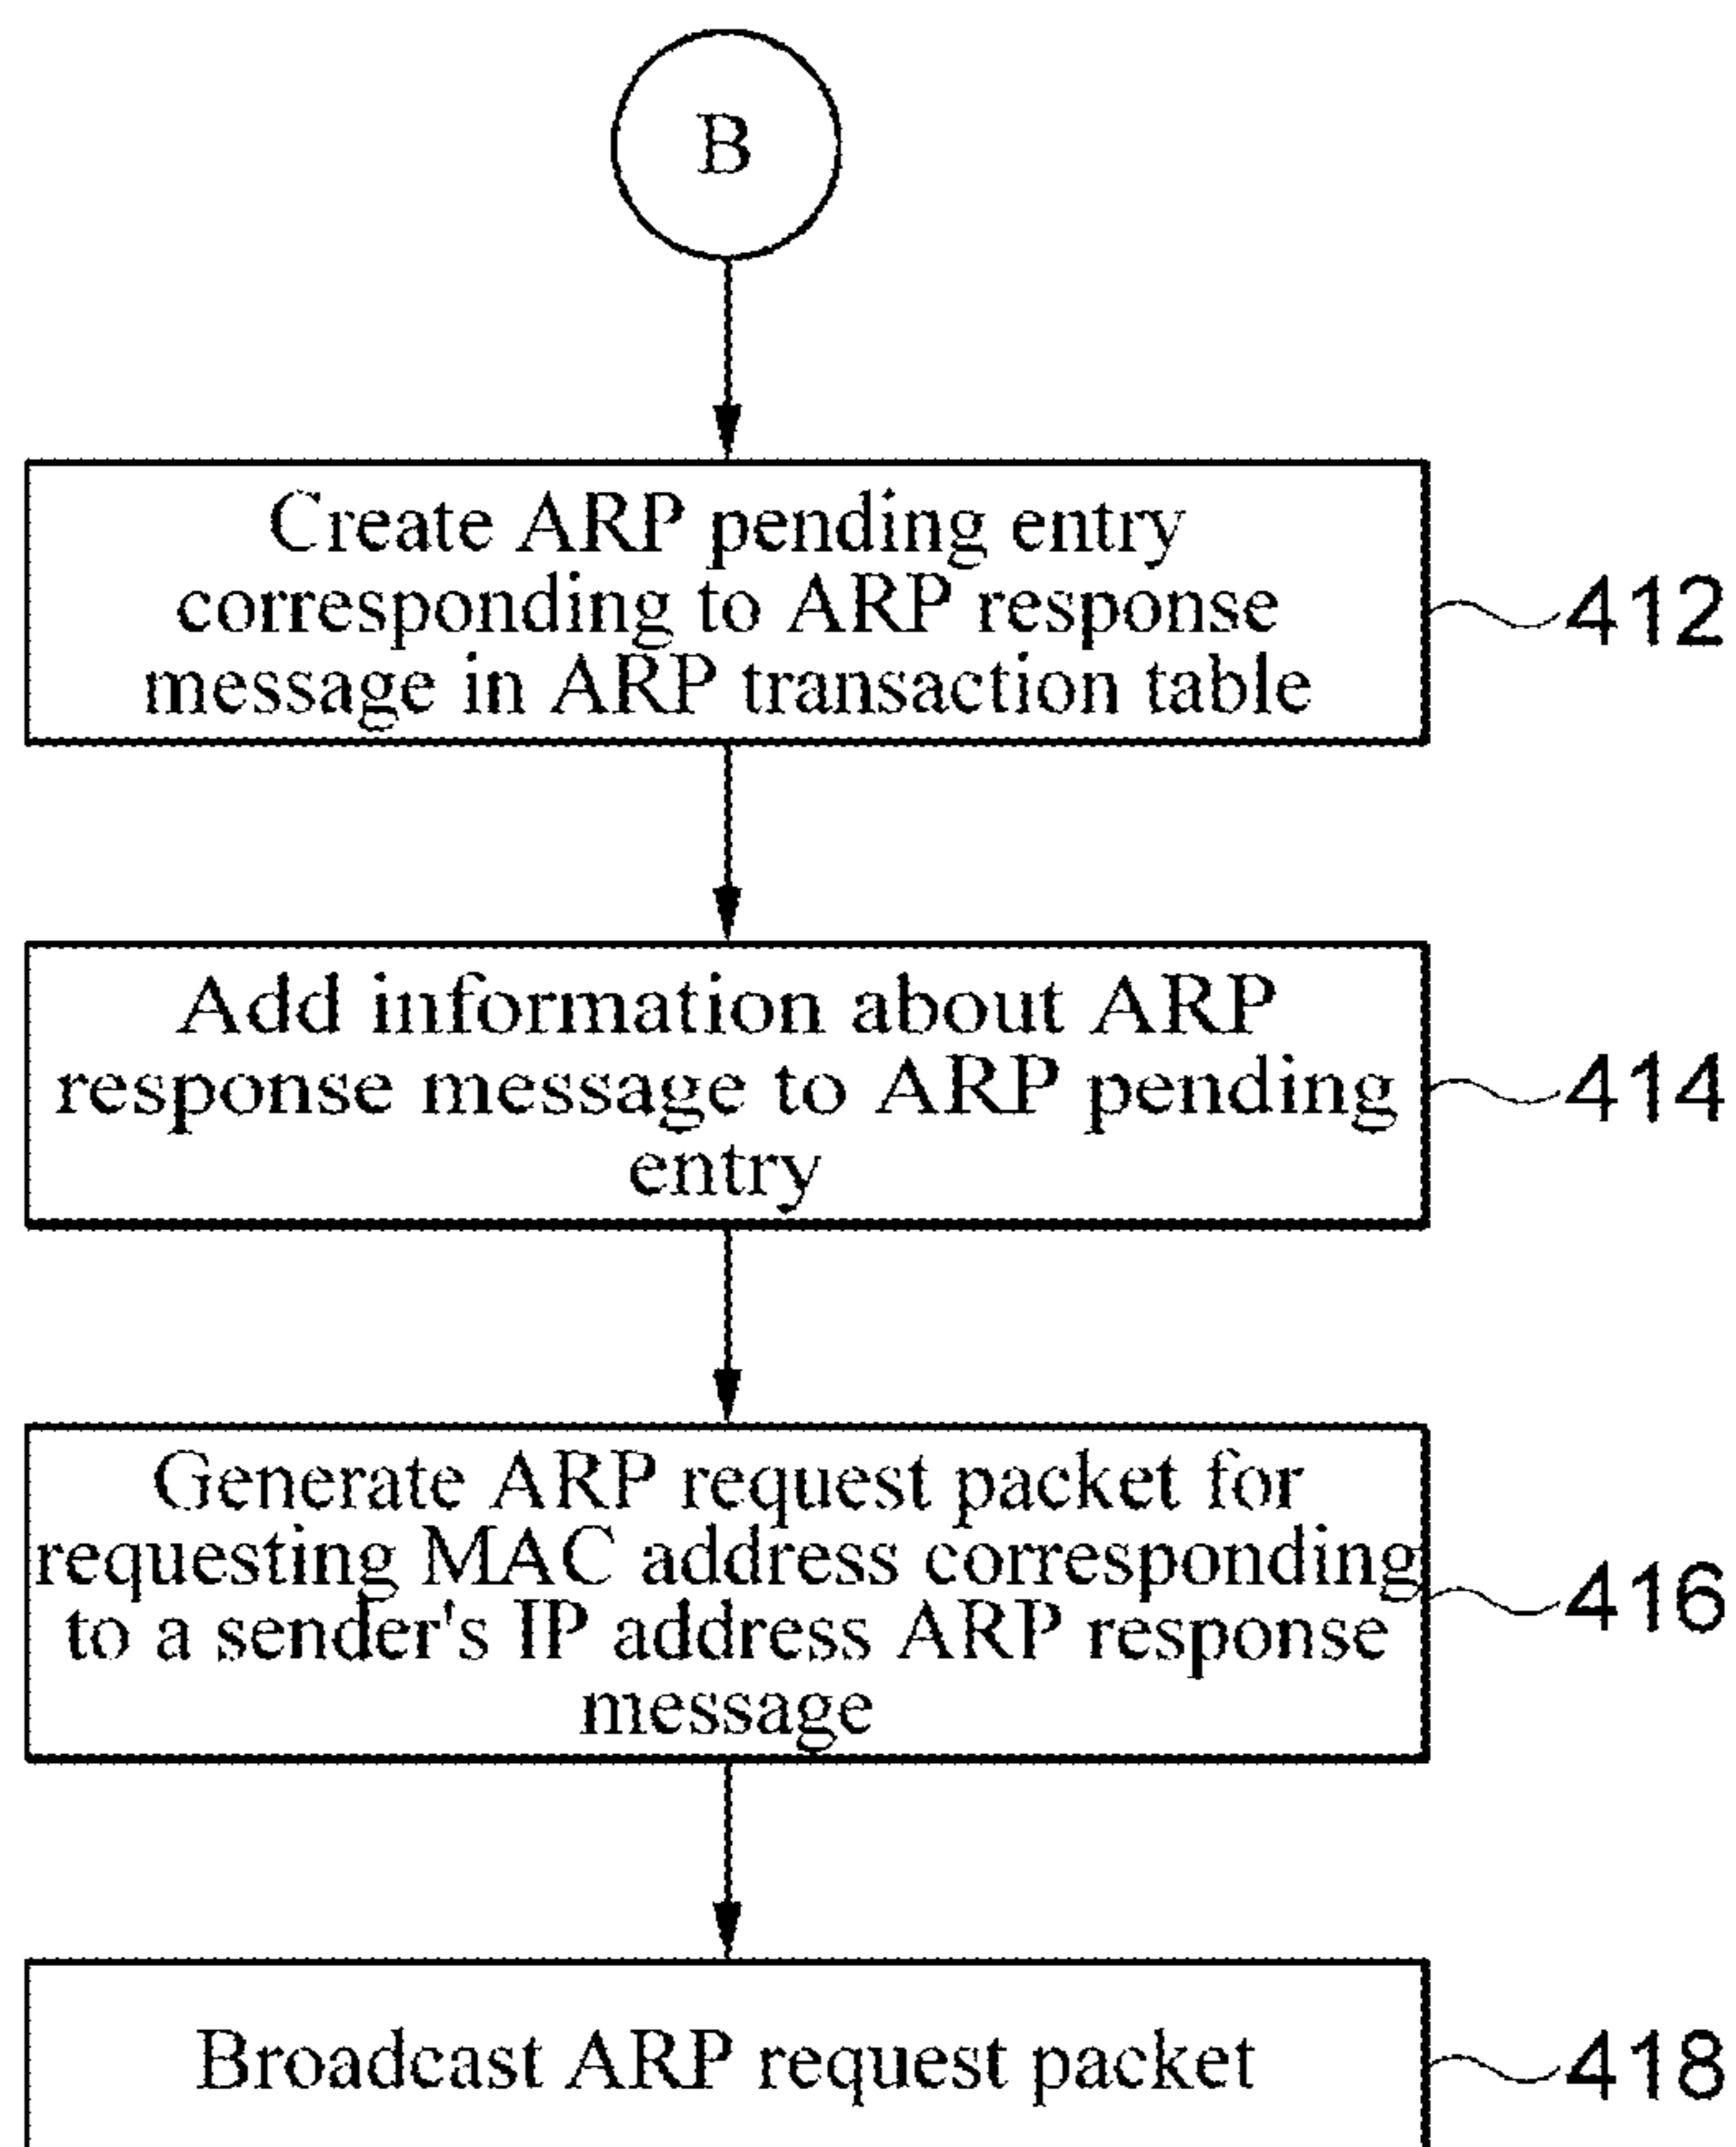 B
Create ARP pending entry
corresponding to ARP response
message in ARP transaction table
412
Add information about ARP
response message to ARP pending
entry
414
Generate ARP request packet for
requesting MAC address corresponding
to a sender's IP address ARP response
message
416
Broadcast ARP request packet
418